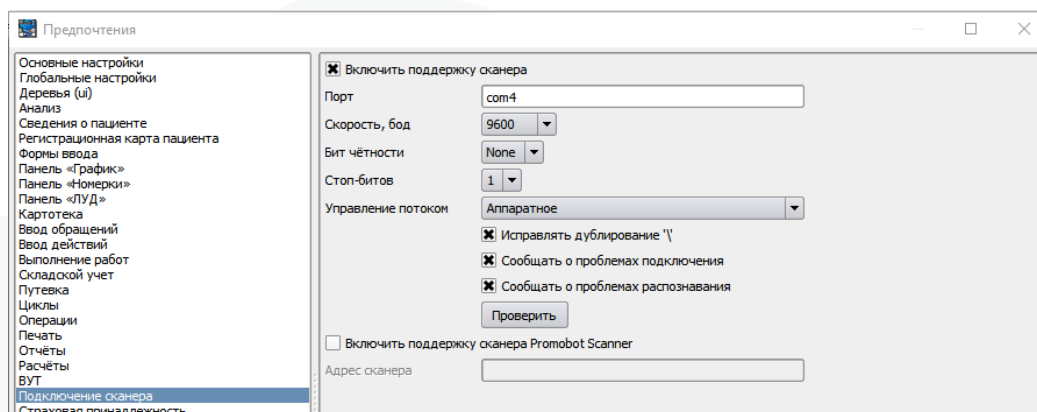 Предпочтения
Основные настройки
Глобальные настройки
Деревья (ui)
Анализ
Сведения о пациенте
Регистрационная карта пациента
Формы ввода
Панель «График»
Панель «Номерки»
Панель «ЛУД»
Картотека
Ввод обращений
Ввод действий
Выполнение работ
Складской учет
Путевка
Циклы
Операции
Печать
Отчёты
Расчёты
ВУТ
Подключение сканера
Страховая принадлежность
Включить поддержку сканера
Порт com4
Скорость, бод 9600
Бит чётности None
Стоп-битов 1
Управление потоком Аппаратное
Исправлять дублирование '\'
Сообщать о проблемах подключения
Сообщать о проблемах распознавания
Проверить
Включить поддержку сканера Promobot Scanner
Адрес сканера